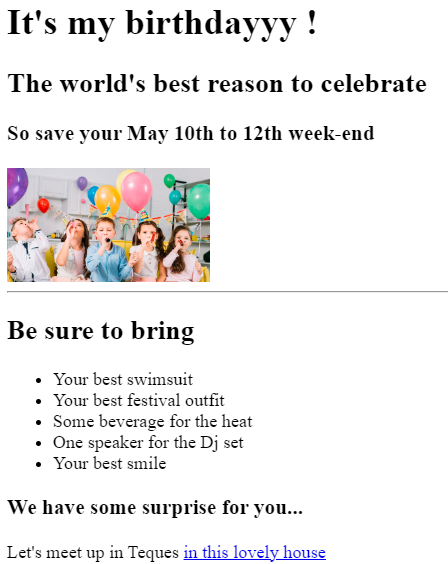 It's my birthdayyy !
The world's best reason to celebrate
So save your May 10th to 12th week-end
Be sure to bring
Your best swimsuit
Your best festival outfit
Some beverage for the heat
One speaker for the Dj set
Your best smile
We have some surprise for you...
Let's meet up in Teques in this lovely house